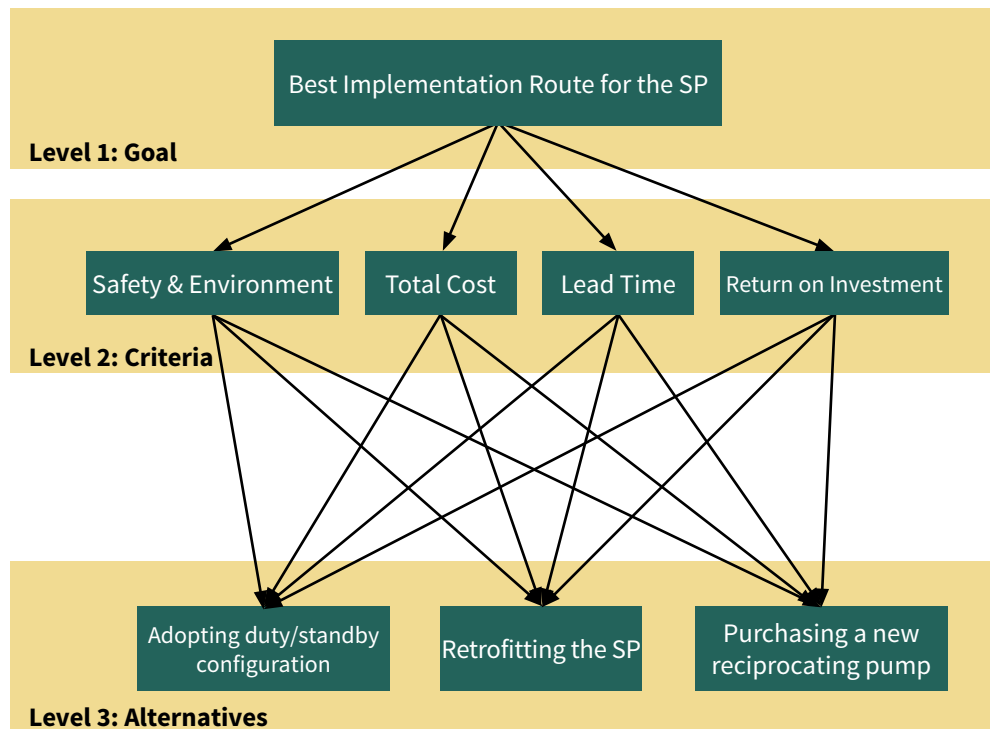 Best Implementation Route for the SP
Level 1: Goal
Safety & Environment
Total Cost
Lead Time
Return on Investment
Level 2: Criteria
Adopting duty/standby
configuration
Retrofitting the SP
Purchasing a new
reciprocating pump
Level 3: Alternatives